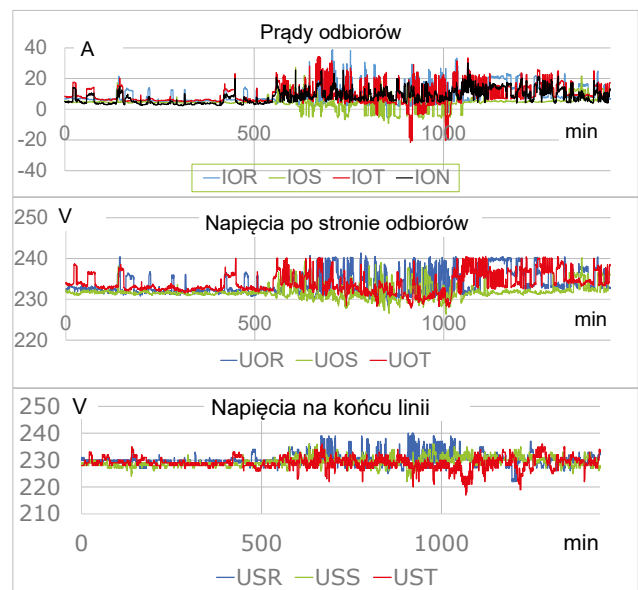 Prądy odbiorów
A
40
20
0
-20
-40
0 500 1000
min
IOR IOS IOT ION
Napięcia po stronie odbiorów
V
250
240
230
220
0 500 1000
min
UOR UOS UOT
Napięcia na końcu linii
V
250
240
230
220
210
0 500 1000
min
USR USS UST